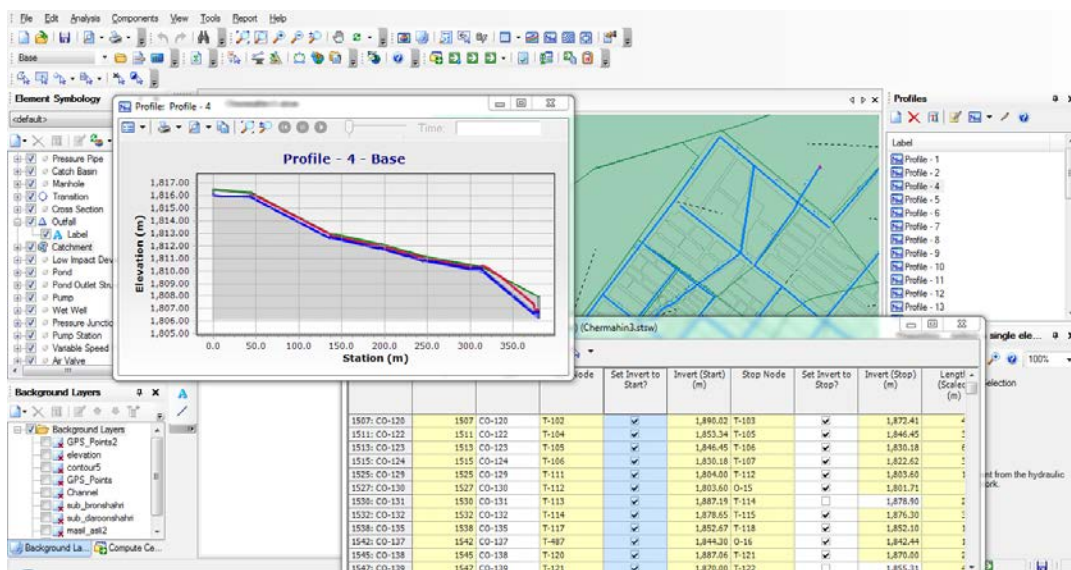 File Edit Analysis Components View Tools Report Help
Base
Element Symbology
<default>
Pressure Pipe
Catch Basin
Manhole
Transition
Cross Section
Outfall
Label
Catchment
Low Impact Dev
Pond
Pond Outlet Stru
Pump
Wet Well
Pressure Junctio
Pump Station
Variable Speed
Air Valve
Background Layers
Background Layers
GPS_Points2
elevation
contour5
GPS_Points
Channel
sub_bronshahri
sub_daroonshahri
masil_asli2
Background La... Compute Ce...
Profile: Profile - 4
Time:
Profile - 4 - Base
Elevation (m)
1,817.00
1,816.00
1,815.00
1,814.00
1,813.00
1,812.00
1,811.00
1,810.00
1,809.00
1,808.00
1,807.00
1,806.00
1,805.00
0.0 50.0 100.0 150.0 200.0 250.0 300.0 350.0
Station (m)
Profiles
Label
Profile - 1
Profile - 2
Profile - 4
Profile - 5
Profile - 6
Profile - 7
Profile - 8
Profile - 9
Profile - 10
Profile - 11
Profile - 12
Profile - 13
single ele...
100%
election
ent from the hydraulic
ork.
(Chermahin3.stsw)
Node Set Invert to Start? Invert (Start) (m) Stop Node Set Invert to Stop? Invert (Stop) (m) Length (Scaled (m)
1507: CO-120 1507 CO-120 T-102 1,890.02 T-103 1,872.41
1511: CO-122 1511 CO-122 T-104 1,853.34 T-105 1,846.45
1513: CO-123 1513 CO-123 T-105 1,846.45 T-106 1,830.18
1515: CO-124 1515 CO-124 T-106 1,830.18 T-107 1,822.62
1525: CO-129 1525 CO-129 T-111 1,804.00 T-112 1,803.60
1527: CO-130 1527 CO-130 T-112 1,803.60 O-15 1,801.71
1530: CO-131 1530 CO-131 T-113 1,887.19 T-114 1,878.90
1532: CO-132 1532 CO-132 T-114 1,878.65 T-115 1,876.30
1538: CO-135 1538 CO-135 T-117 1,852.67 T-118 1,852.10
1542: CO-137 1542 CO-137 T-487 1,844.30 O-16 1,842.44
1545: CO-138 1545 CO-138 T-120 1,887.06 T-121 1,870.00
1547: CO-139 1547 CO-139 T-121 1,870.00 T-122 1,855.31